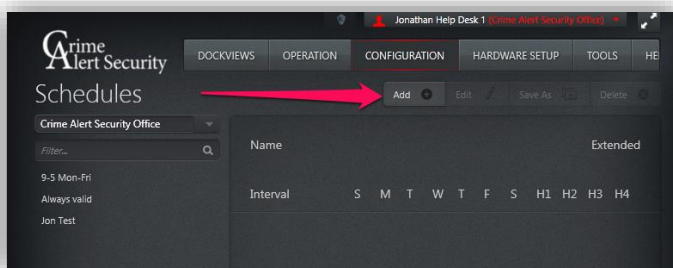 Jonathan Help Desk 1 (Crime Alert Security Office)
Crime
Alert Security
DOCKVIEWS OPERATION CONFIGURATION HARDWARE SETUP TOOLS HE
Schedules
Add Edit Save As Delete
Crime Alert Security Office
Filter...
Name Extended
9-5 Mon-Fri
Always valid
Interval S M T W T F S H1 H2 H3 H4
Jon Test